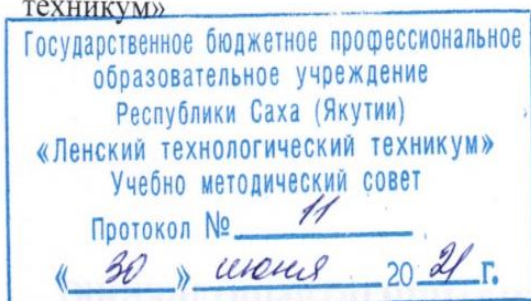 техникум»
Государственное бюджетное профессиональное
образовательное учреждение
Республики Саха (Якутии)
«Ленский технологический техникум»
Учебно методический совет
Протокол № 11
« 30 » июня 20 21 г.